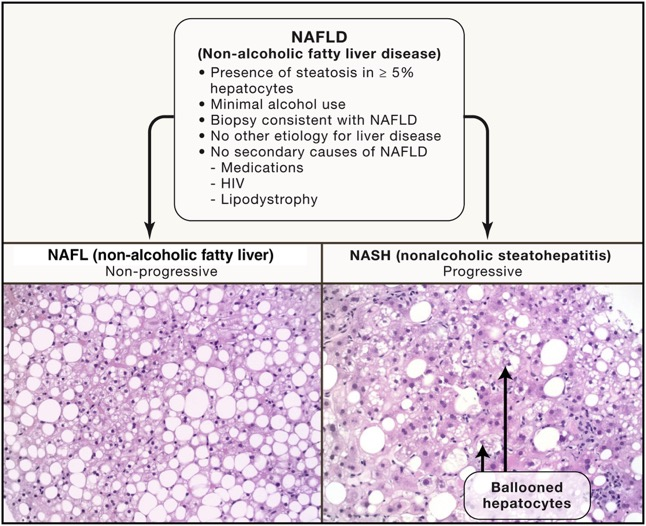 NAFLD
(Non-alcoholic fatty liver disease)
• Presence of steatosis in ≥ 5%
hepatocytes
• Minimal alcohol use
• Biopsy consistent with NAFLD
• No other etiology for liver disease
• No secondary causes of NAFLD
- Medications
- HIV
- Lipodystrophy
NAFL (non-alcoholic fatty liver)
Non-progressive
NASH (nonalcoholic steatohepatitis)
Progressive
Ballooned
hepatocytes